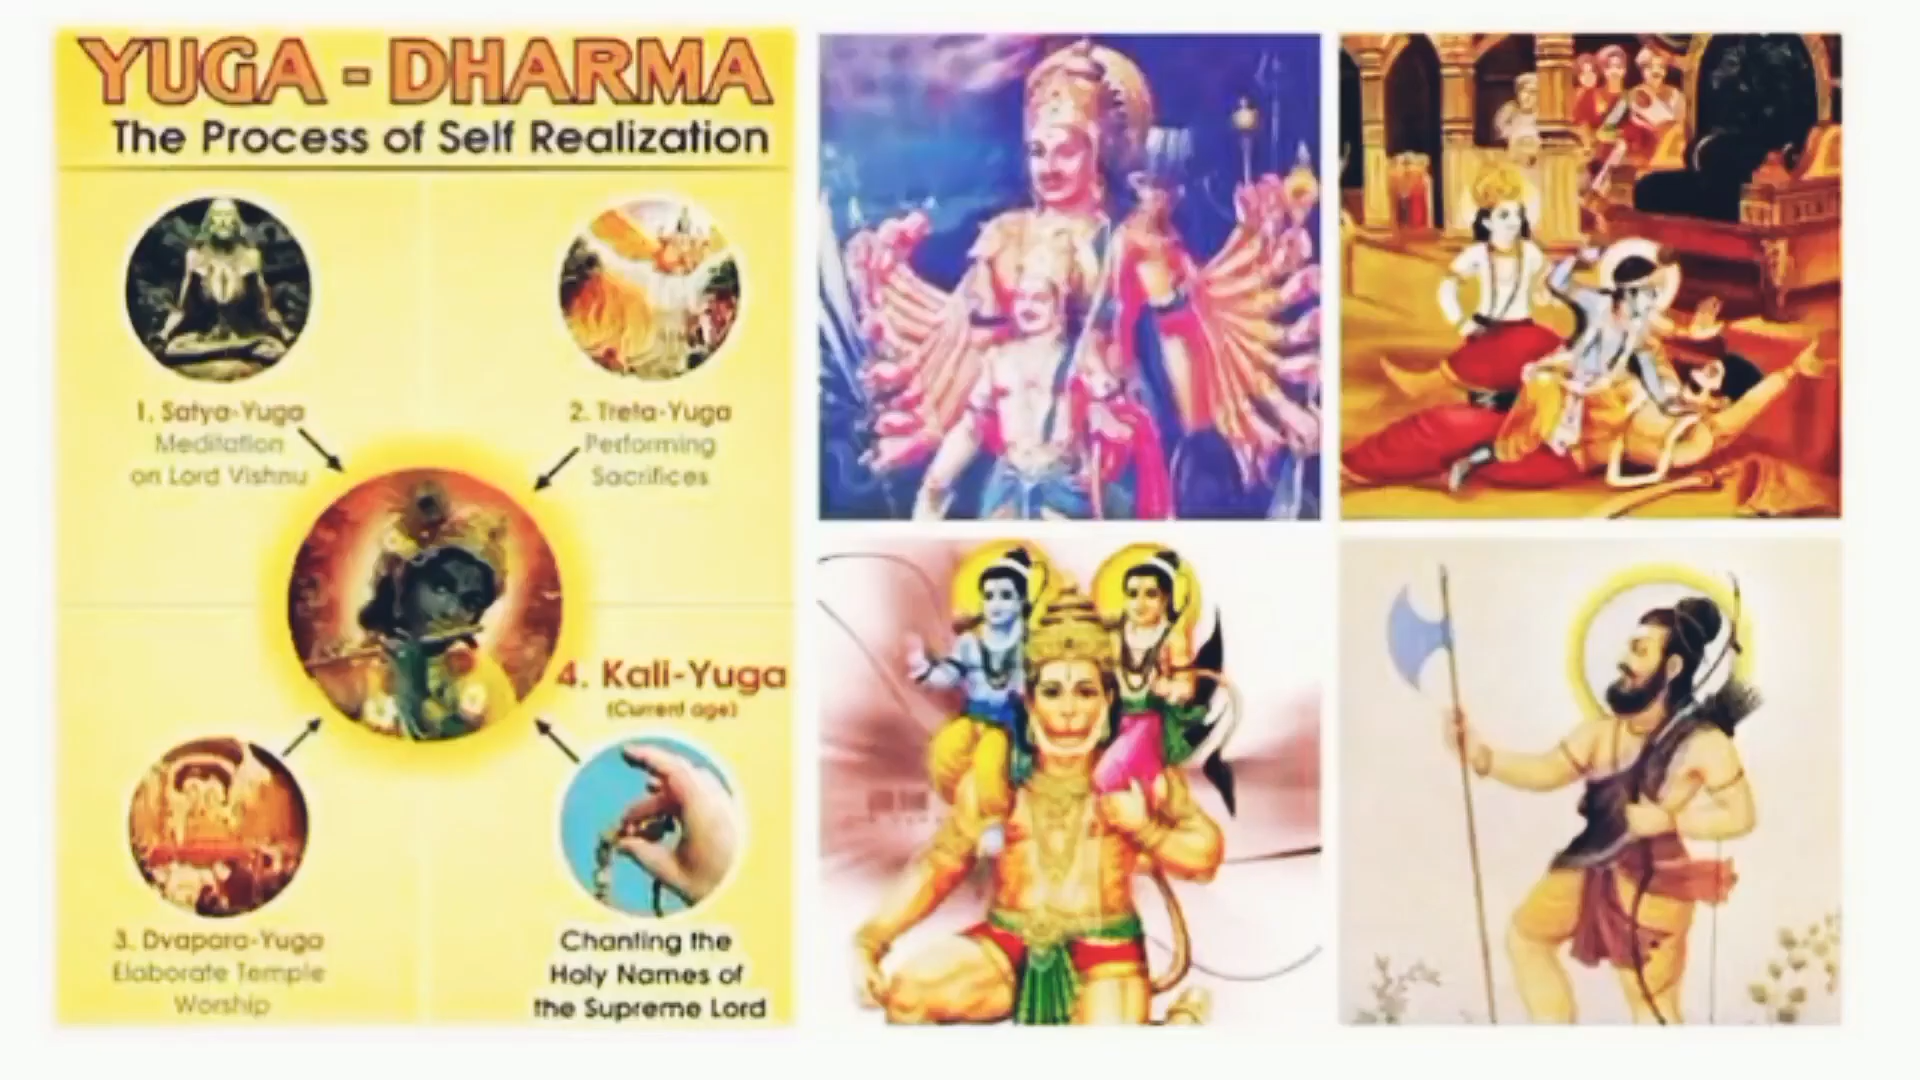 YUGA - DHARMA
The Process of Self Realization
1. Satya-Yuga
Meditation
on Lord Vishnu
2. Treta-Yuga
Performing
Sacrifices
3. Dvapara-Yuga
Elaborate Temple
Worship
4. Kali-Yuga
(Current age)
Chanting the
Holy Names of
the Supreme Lord